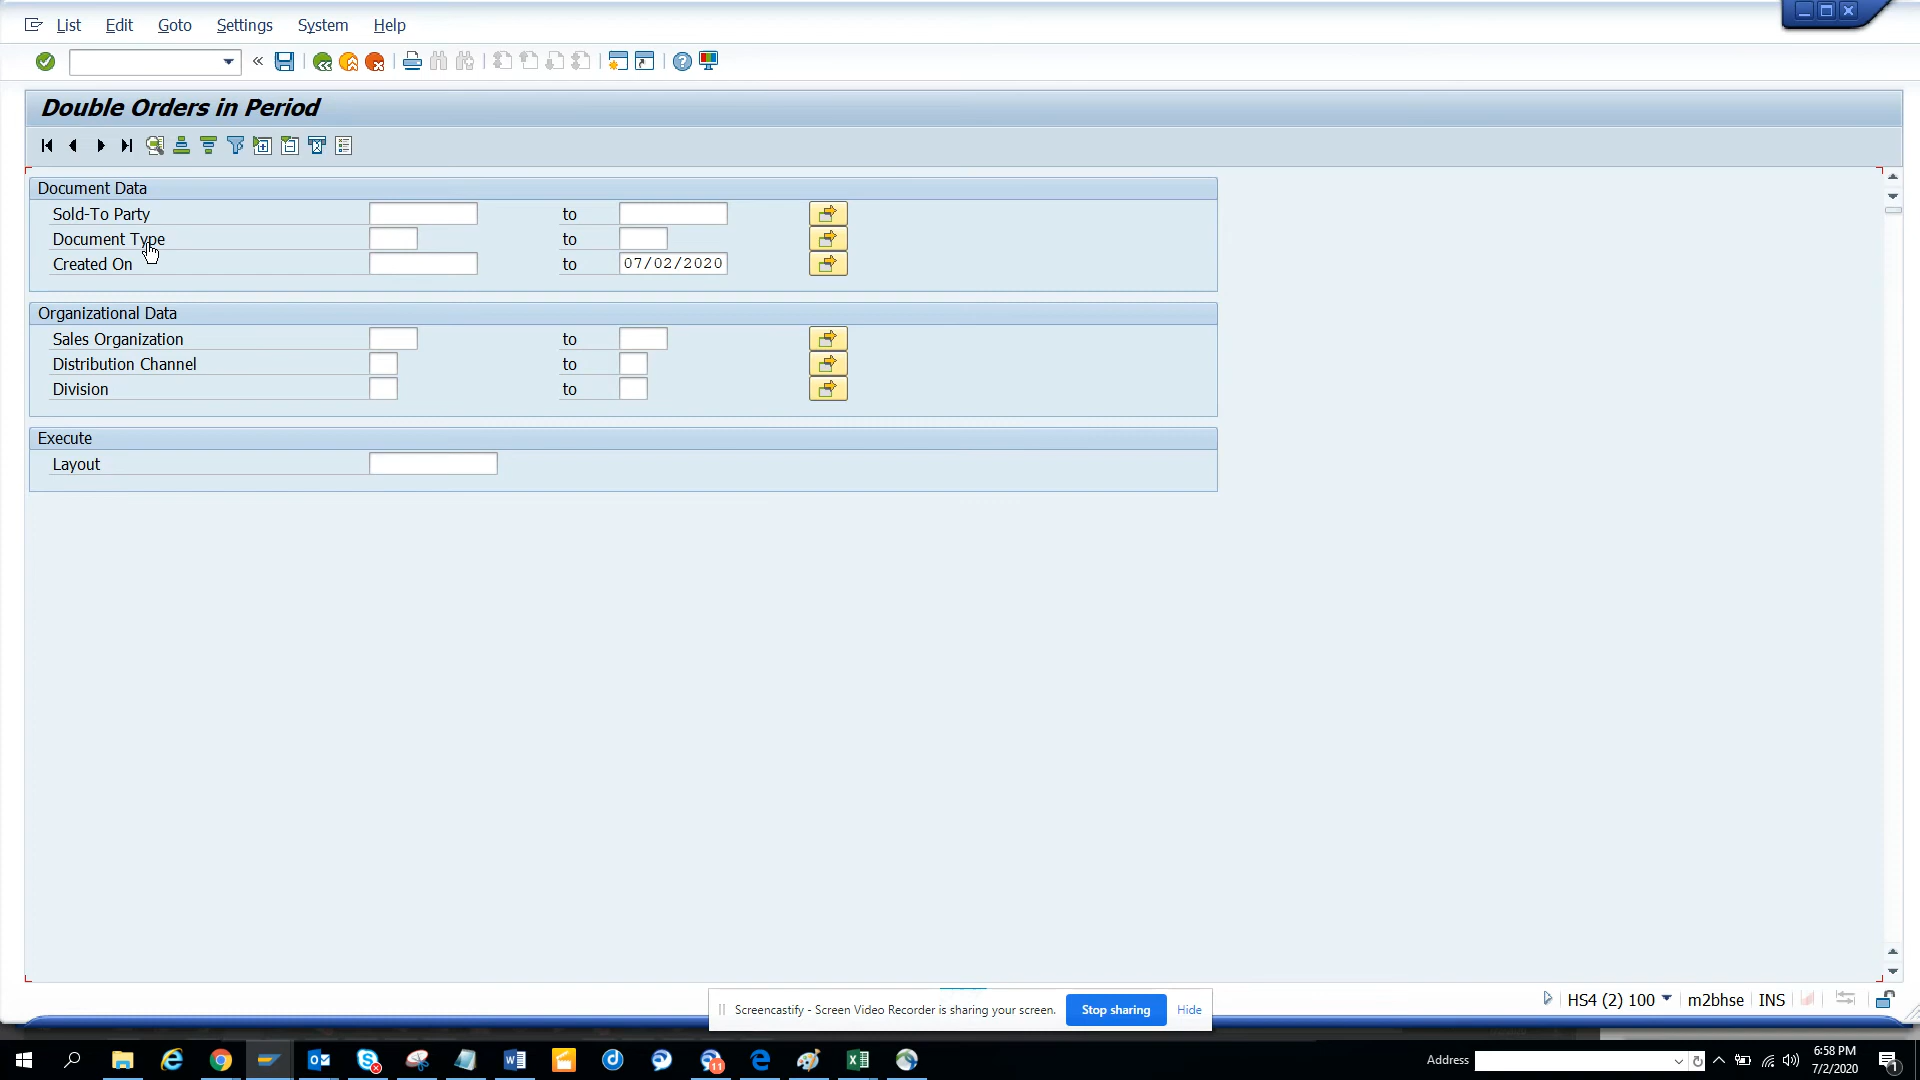 List Edit Goto Settings System Help
Double Orders in Period
Document Data
Sold-To Party to
Document Type to
Created On to 07/02/2020
Organizational Data
Sales Organization to
Distribution Channel to
Division to
Execute
Layout
HS4 (2) 100 m2bhse INS
Screencastify - Screen Video Recorder is sharing your screen. Stop sharing Hide
11
Address
6:58 PM
7/2/2020
1